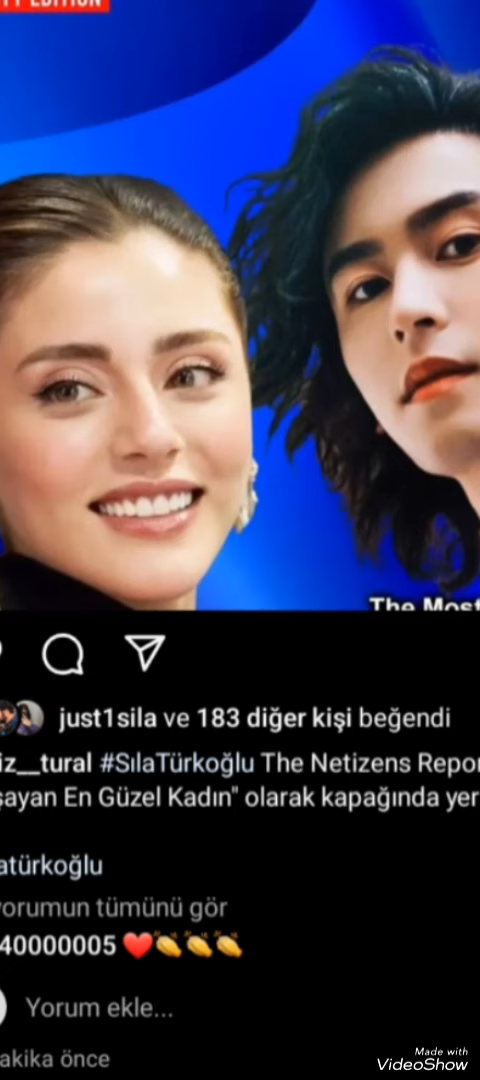 EDITION
The Most
just1sila ve 183 diğer kişi beğendi
iz__tural #SılaTürkoğlu The Netizens Repor
şayan En Güzel Kadın" olarak kapağında yer
atürkoğlu
yorumun tümünü gör
40000005 ❤️👏👏👏
Yorum ekle...
akika önce
Made with
VideoShow